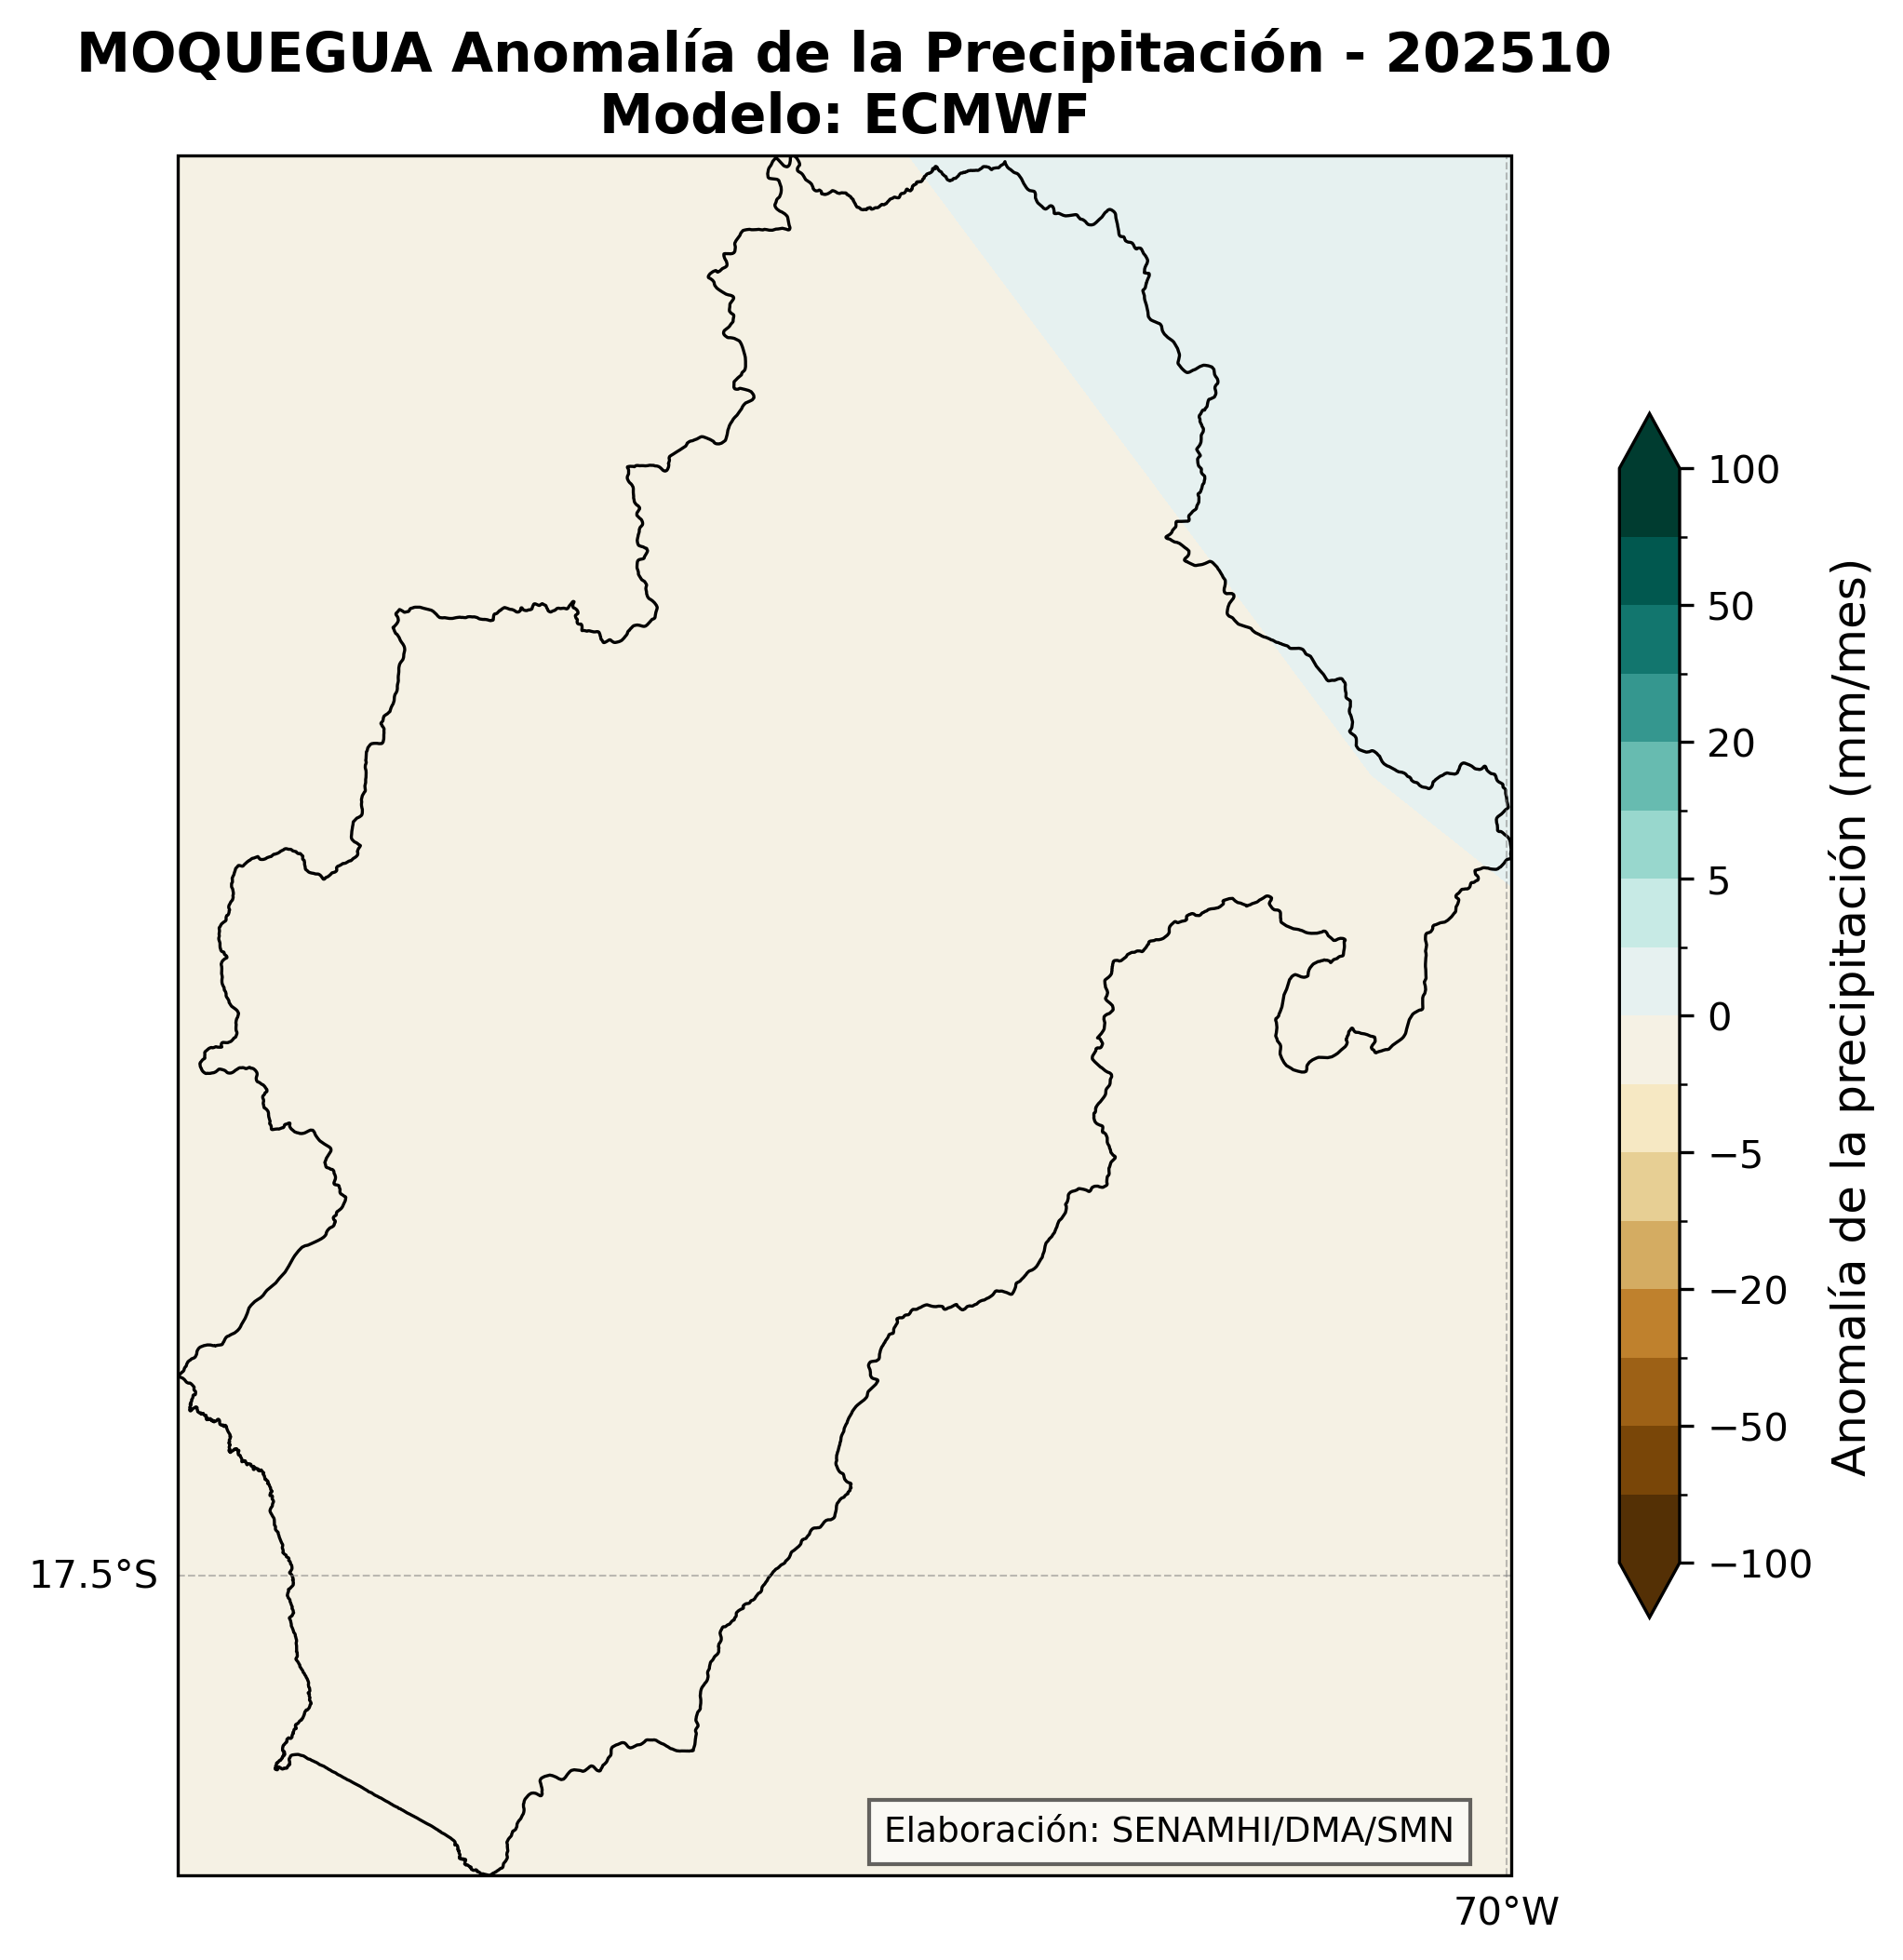 MOQUEGUA Anomalía de la Precipitación - 202510
Modelo: ECMWF
100
50
20
5
0
−5
−20
−50
−100
Anomalía de la precipitación (mm/mes)
17.5°S
Elaboración: SENAMHI/DMA/SMN
70°W